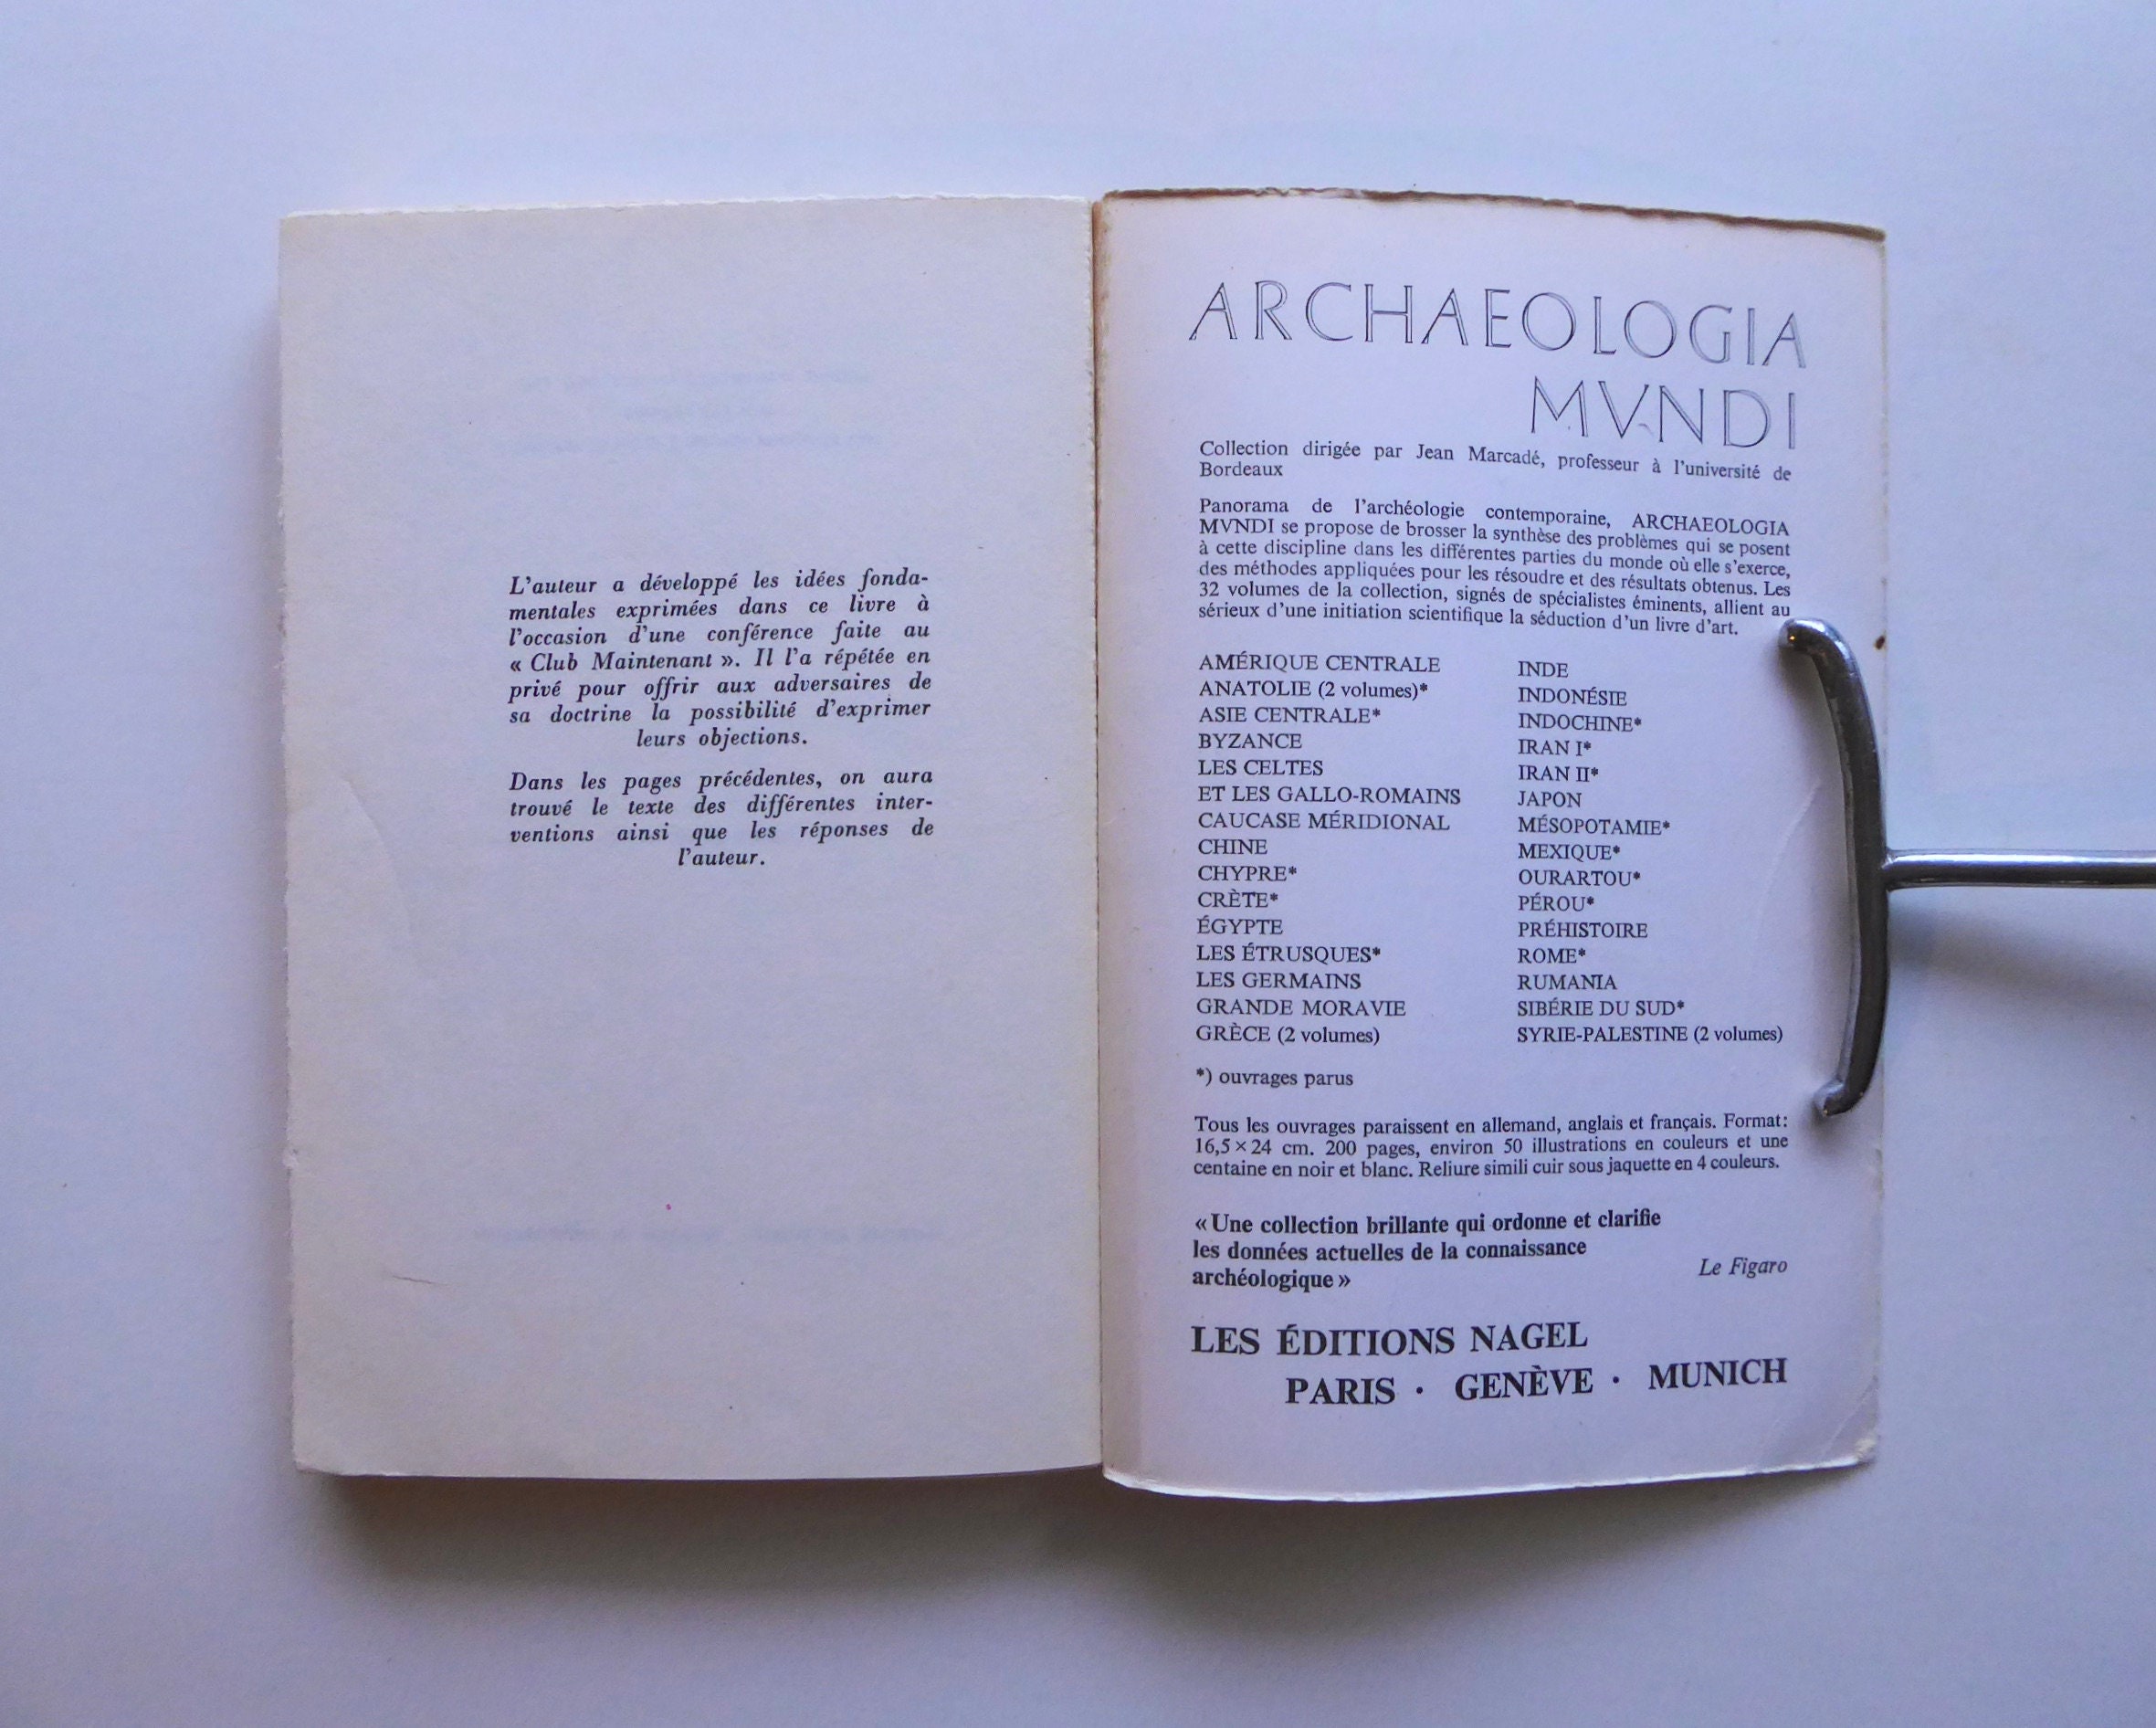 L'auteur a développé les idées fonda-
mentales exprimées dans ce livre à
l'occasion d'une conférence faite au
« Club Maintenant ». Il l'a répétée en
privé pour offrir aux adversaires de
sa doctrine la possibilité d'exprimer
leurs objections.
Dans les pages précédentes, on aura
trouvé le texte des différentes inter-
ventions ainsi que les réponses de
l'auteur.
ARCHAEOLOGIA
MVNDI
Collection dirigée par Jean Marcadé, professeur à l'université de
Bordeaux
Panorama de l'archéologie contemporaine, ARCHAEOLOGIA
MVNDI se propose de brosser la synthèse des problèmes qui se posent
à cette discipline dans les différentes parties du monde où elle s'exerce,
des méthodes appliquées pour les résoudre et des résultats obtenus. Les
32 volumes de la collection, signés de spécialistes éminents, allient au
sérieux d'une initiation scientifique la séduction d'un livre d'art.
AMÉRIQUE CENTRALE
ANATOLIE (2 volumes)*
ASIE CENTRALE*
BYZANCE
LES CELTES
ET LES GALLO-ROMAINS
CAUCASE MÉRIDIONAL
CHINE
CHYPRE*
CRÈTE*
ÉGYPTE
LES ÉTRUSQUES*
LES GERMAINS
GRANDE MORAVIE
GRÈCE (2 volumes)
INDE
INDONÉSIE
INDOCHINE*
IRAN I*
IRAN II*
JAPON
MÉSOPOTAMIE*
MEXIQUE*
OURARTOU*
PÉROU*
PRÉHISTOIRE
ROME*
RUMANIA
SIBÉRIE DU SUD*
SYRIE-PALESTINE (2 volumes)
*) ouvrages parus
Tous les ouvrages paraissent en allemand, anglais et français. Format:
16,5 × 24 cm. 200 pages, environ 50 illustrations en couleurs et une
centaine en noir et blanc. Reliure simili cuir sous jaquette en 4 couleurs.
« Une collection brillante qui ordonne et clarifie
les données actuelles de la connaissance
archéologique »
Le Figaro
LES ÉDITIONS NAGEL
PARIS · GENÈVE · MUNICH